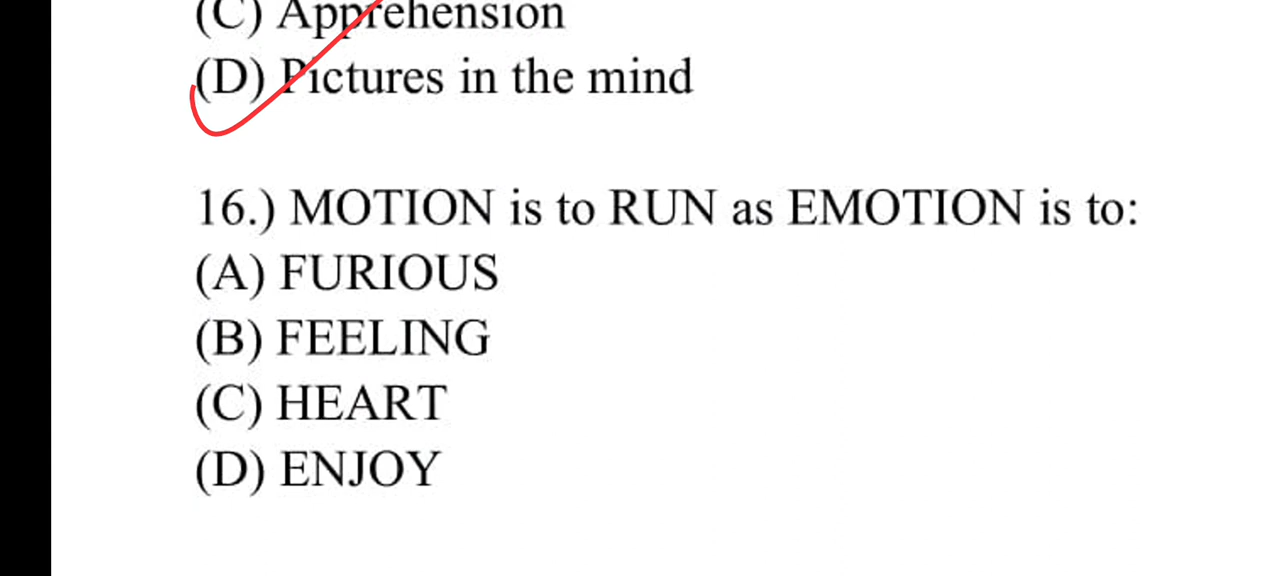 (C) Apprehension
(D) Pictures in the mind
16.) MOTION is to RUN as EMOTION is to:
(A) FURIOUS
(B) FEELING
(C) HEART
(D) ENJOY